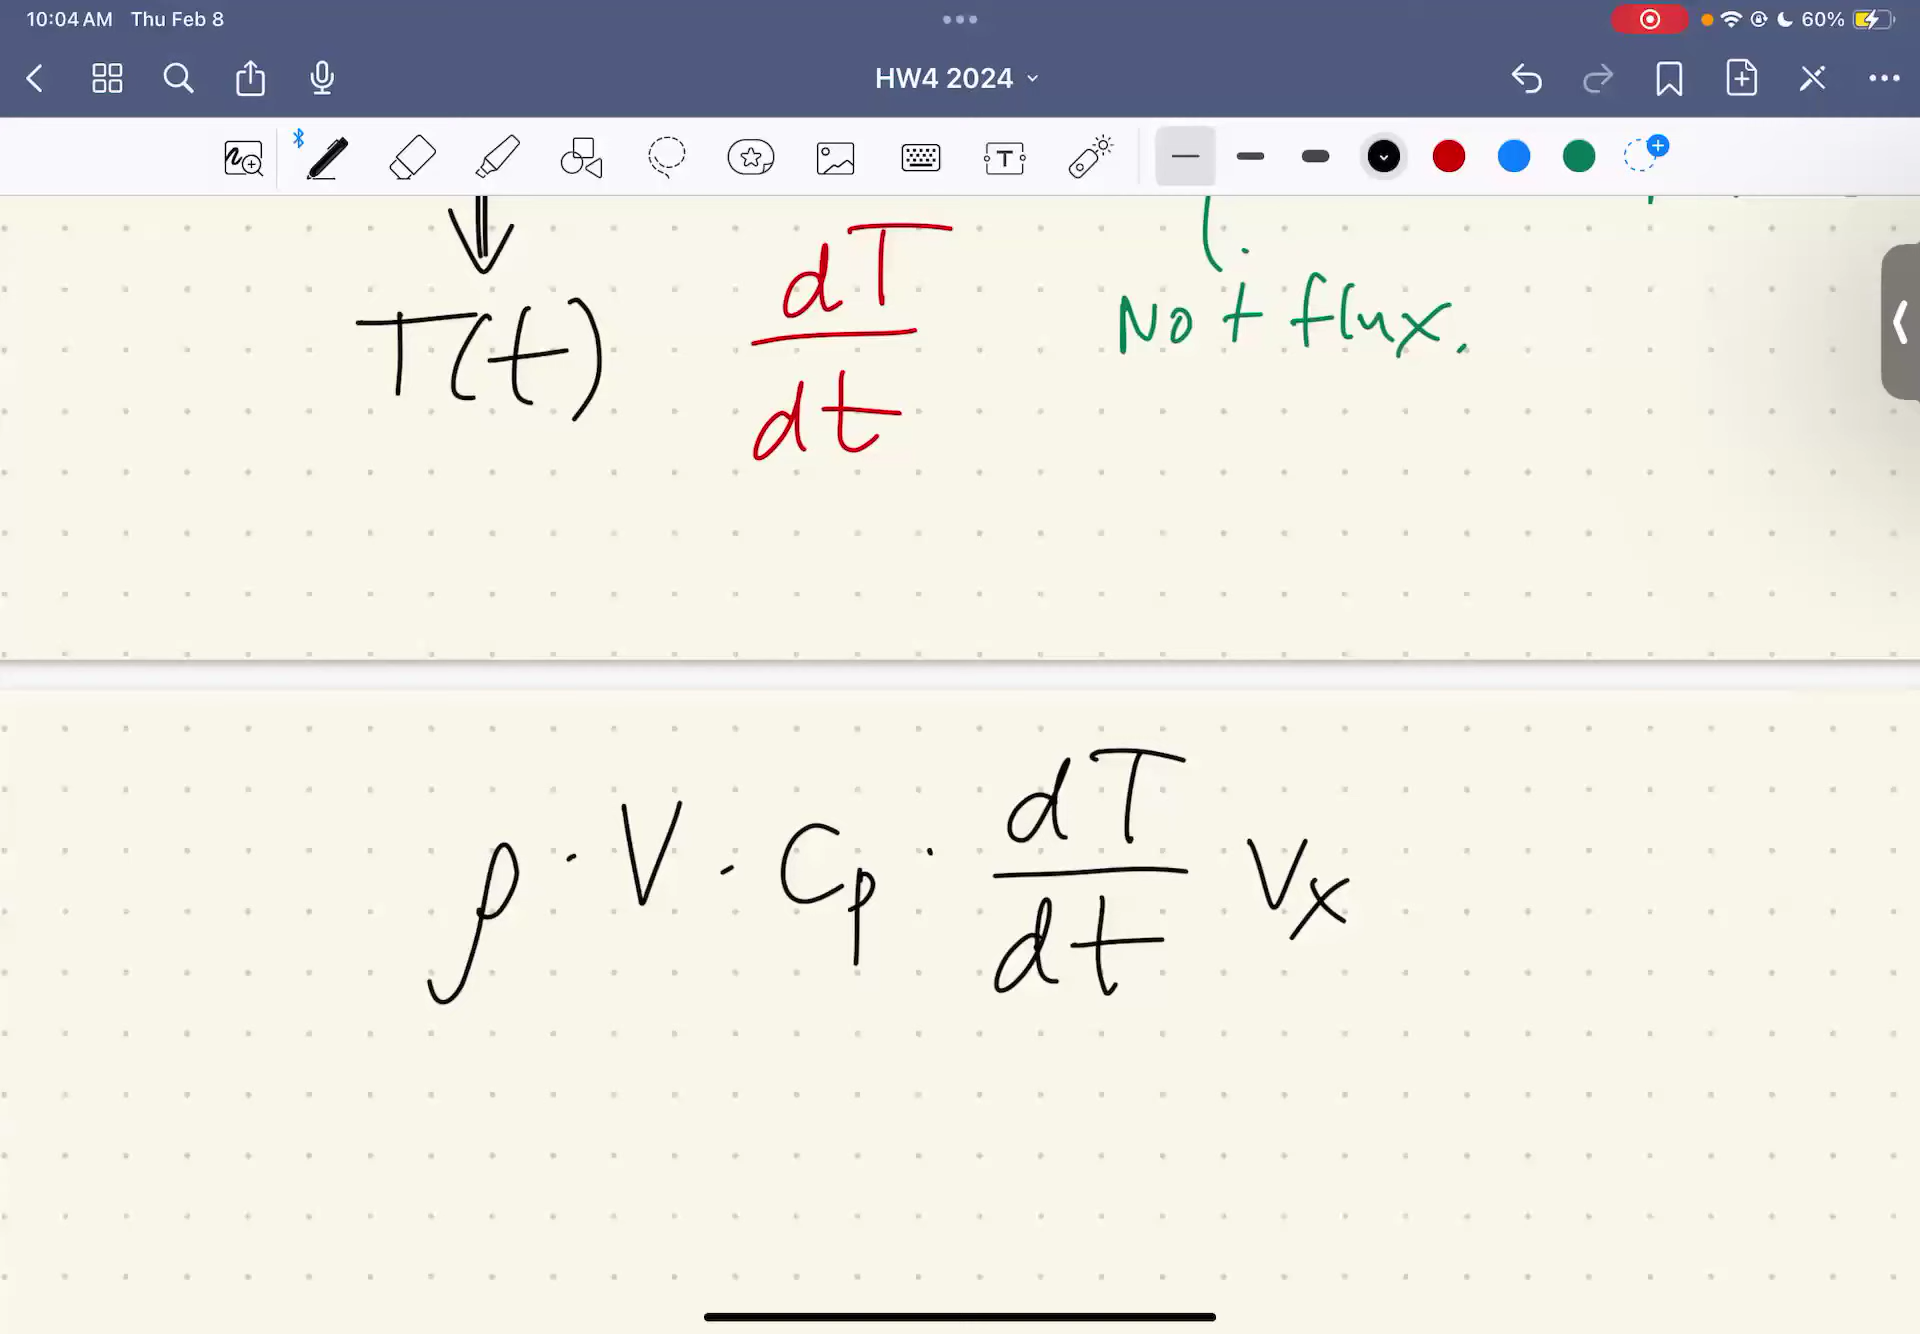 10:04 AM Thu Feb 8
60%
HW4 2024
T(t) dT/dt
Not flux.
ρ · V · Cp · dT/dt Vx